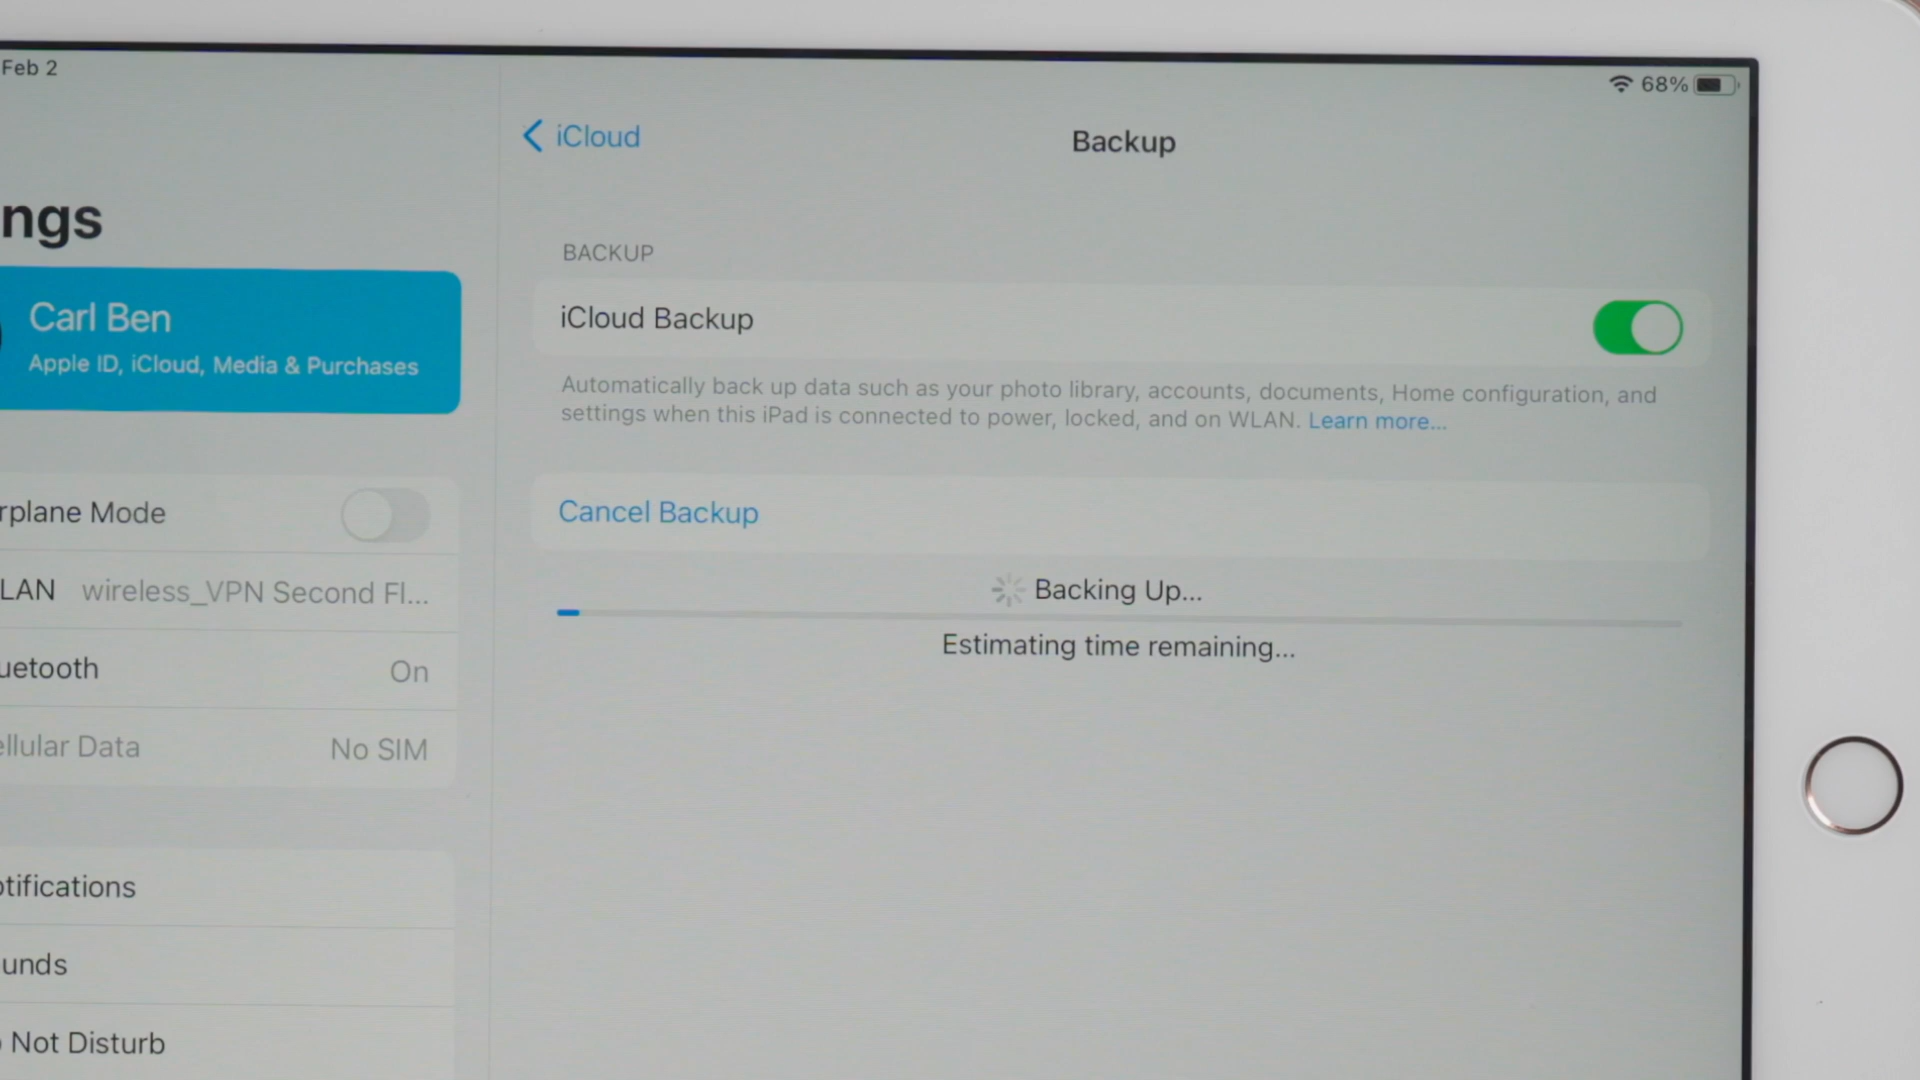 Feb 2
68%
iCloud
Backup
ngs
BACKUP
Carl Ben
Apple ID, iCloud, Media & Purchases
iCloud Backup
Automatically back up data such as your photo library, accounts, documents, Home configuration, and
settings when this iPad is connected to power, locked, and on WLAN. Learn more...
rplane Mode
Cancel Backup
LAN wireless_VPN Second Fl...
Backing Up...
Estimating time remaining...
uetooth On
ellular Data No SIM
otifications
unds
o Not Disturb